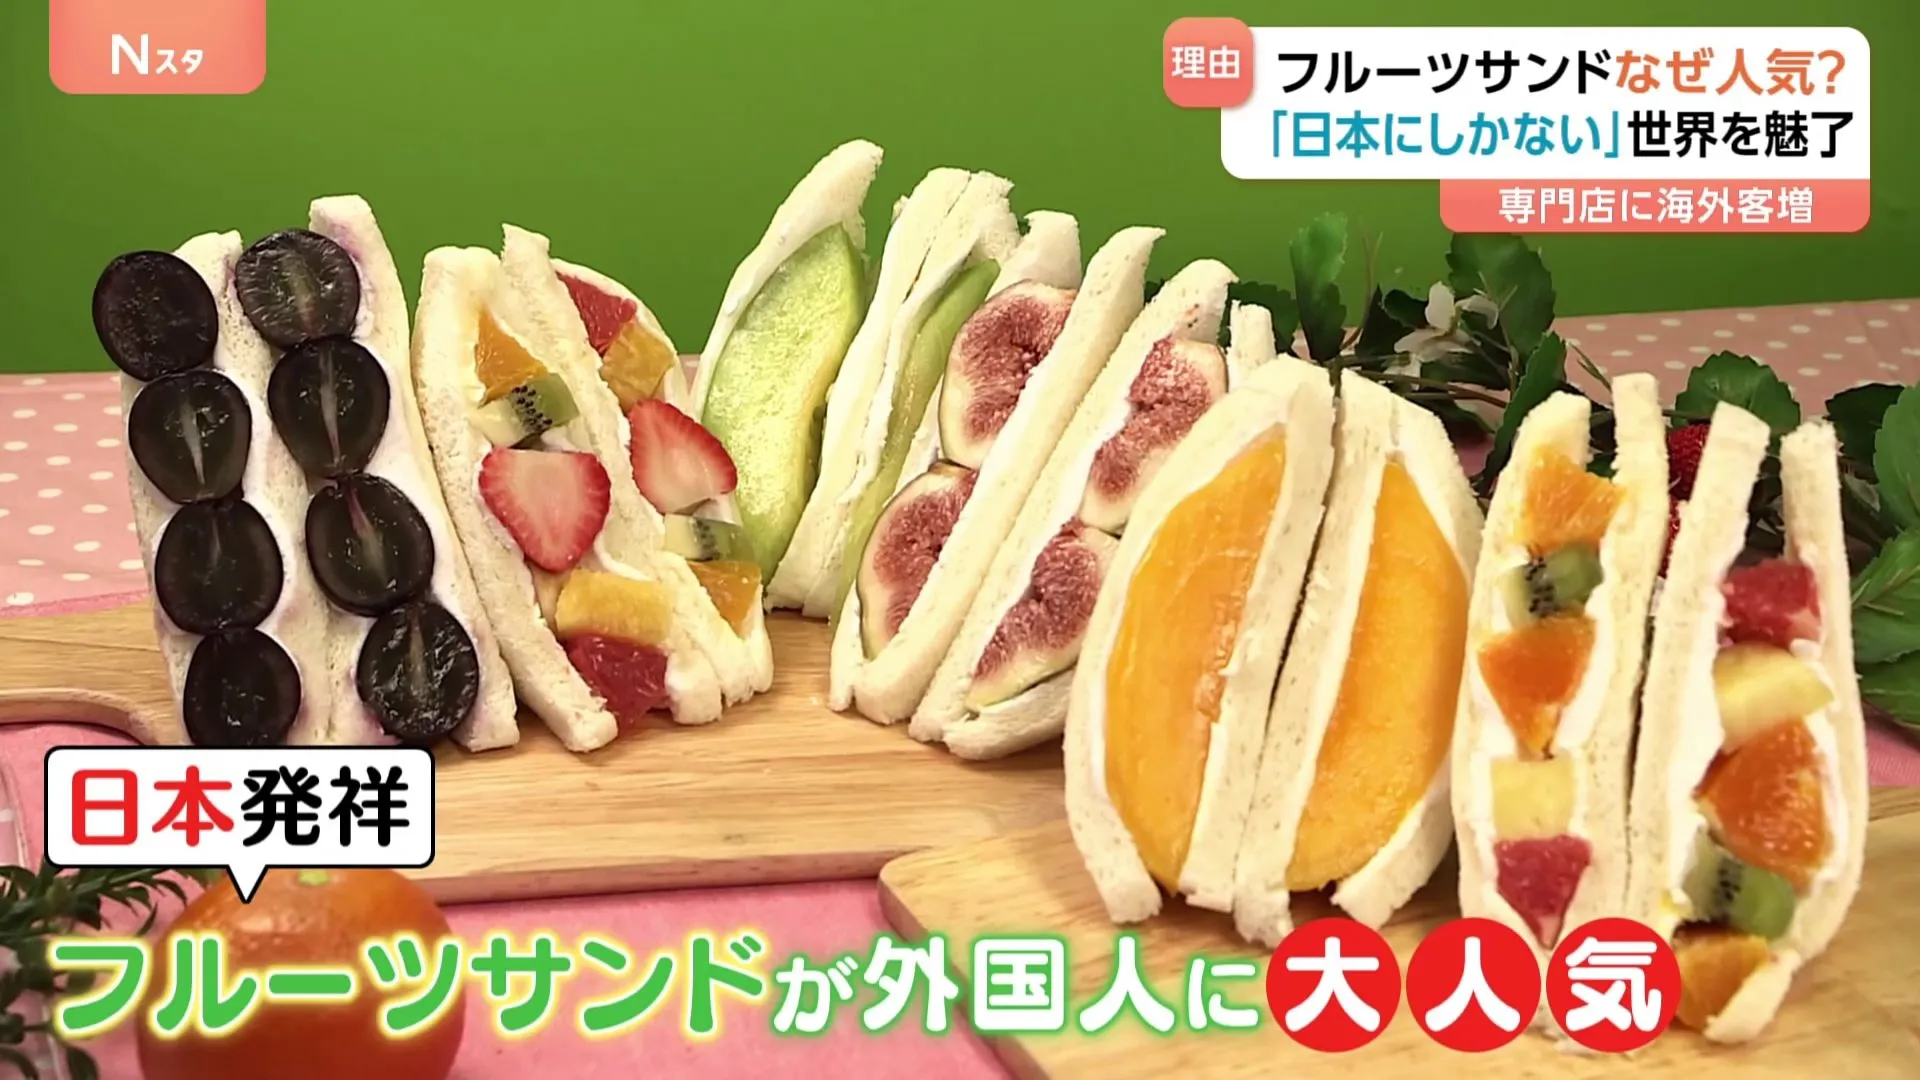 Nスタ
理由
フルーツサンドなぜ人気?
「日本にしかない」世界を魅了
専門店に海外客増
日本発祥
フルーツサンドが外国人に大人気